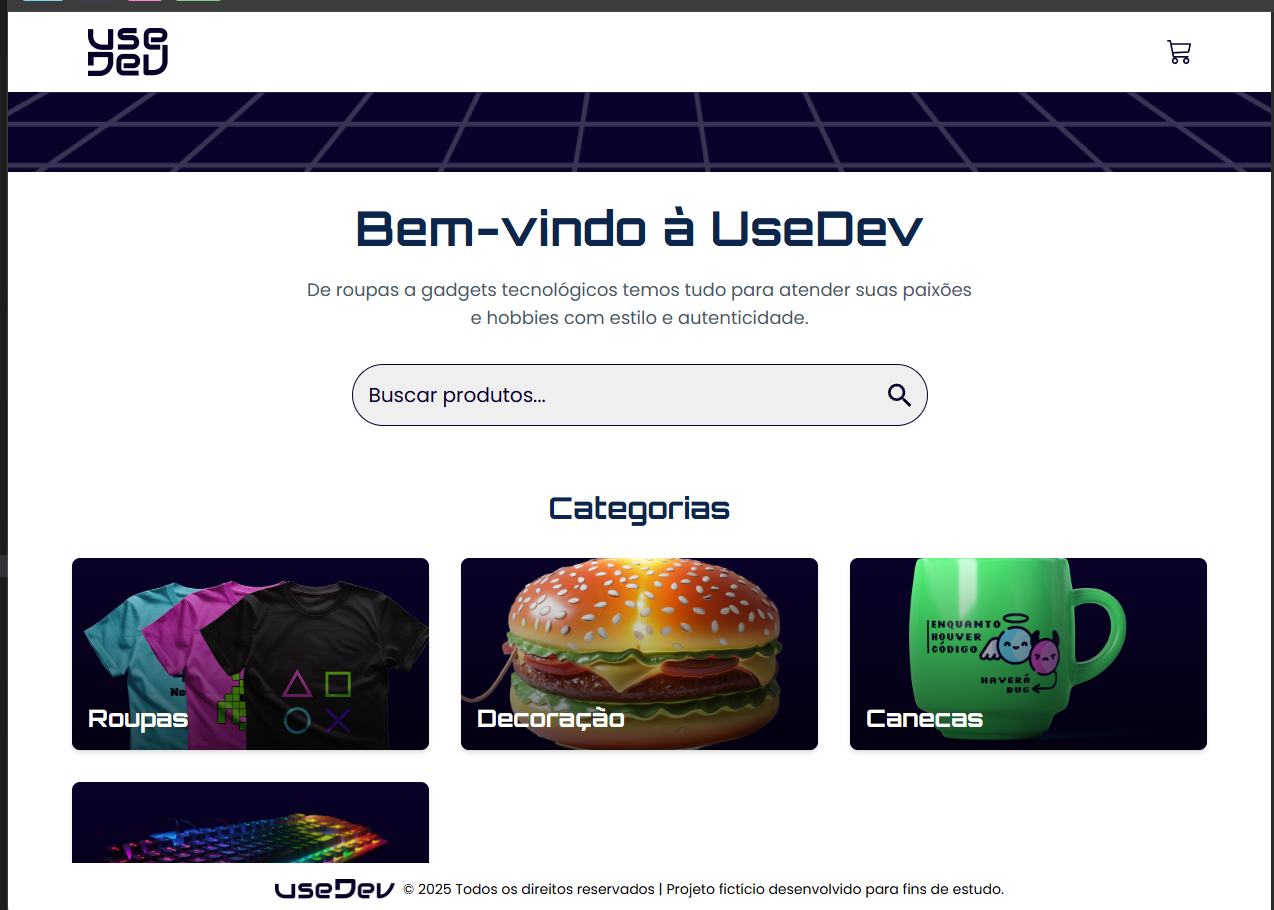 use
Dev
Bem-vindo à UseDev
De roupas a gadgets tecnológicos temos tudo para atender suas paixões
e hobbies com estilo e autenticidade.
Buscar produtos...
Categorias
No
Roupas
Decoração
ENQUANTO
HOUVER
CÓDIGO
HAVERÁ
BUG
Canecas
useDev © 2025 Todos os direitos reservados | Projeto fictício desenvolvido para fins de estudo.